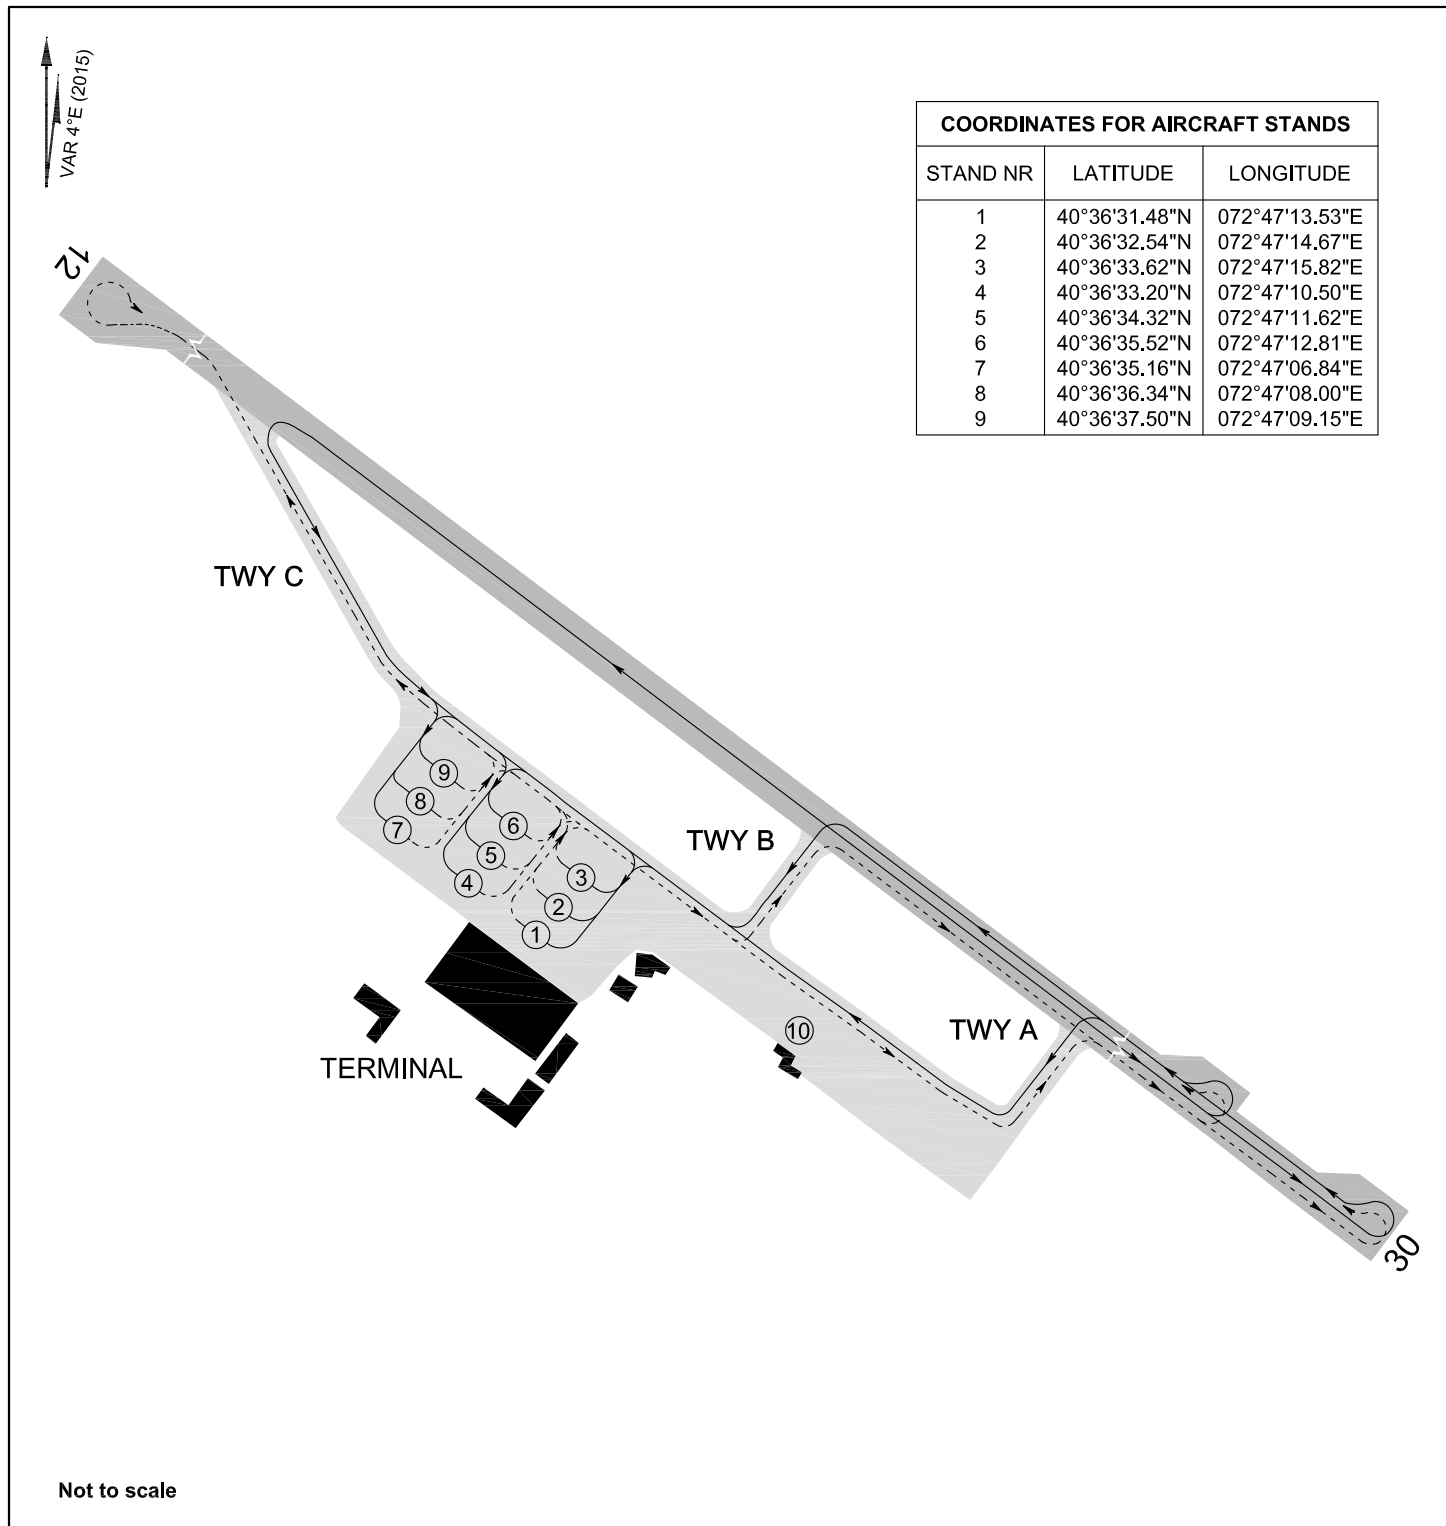 VAR 4°E (2015)
COORDINATES FOR AIRCRAFT STANDS
STAND NR LATITUDE LONGITUDE
1 40°36'31.48"N 072°47'13.53"E
2 40°36'32.54"N 072°47'14.67"E
3 40°36'33.62"N 072°47'15.82"E
4 40°36'33.20"N 072°47'10.50"E
5 40°36'34.32"N 072°47'11.62"E
6 40°36'35.52"N 072°47'12.81"E
7 40°36'35.16"N 072°47'06.84"E
8 40°36'36.34"N 072°47'08.00"E
9 40°36'37.50"N 072°47'09.15"E
12
TWY C
9
8
7
6
5
4
3
2
1
TWY B
10
TWY A
TERMINAL
30
Not to scale